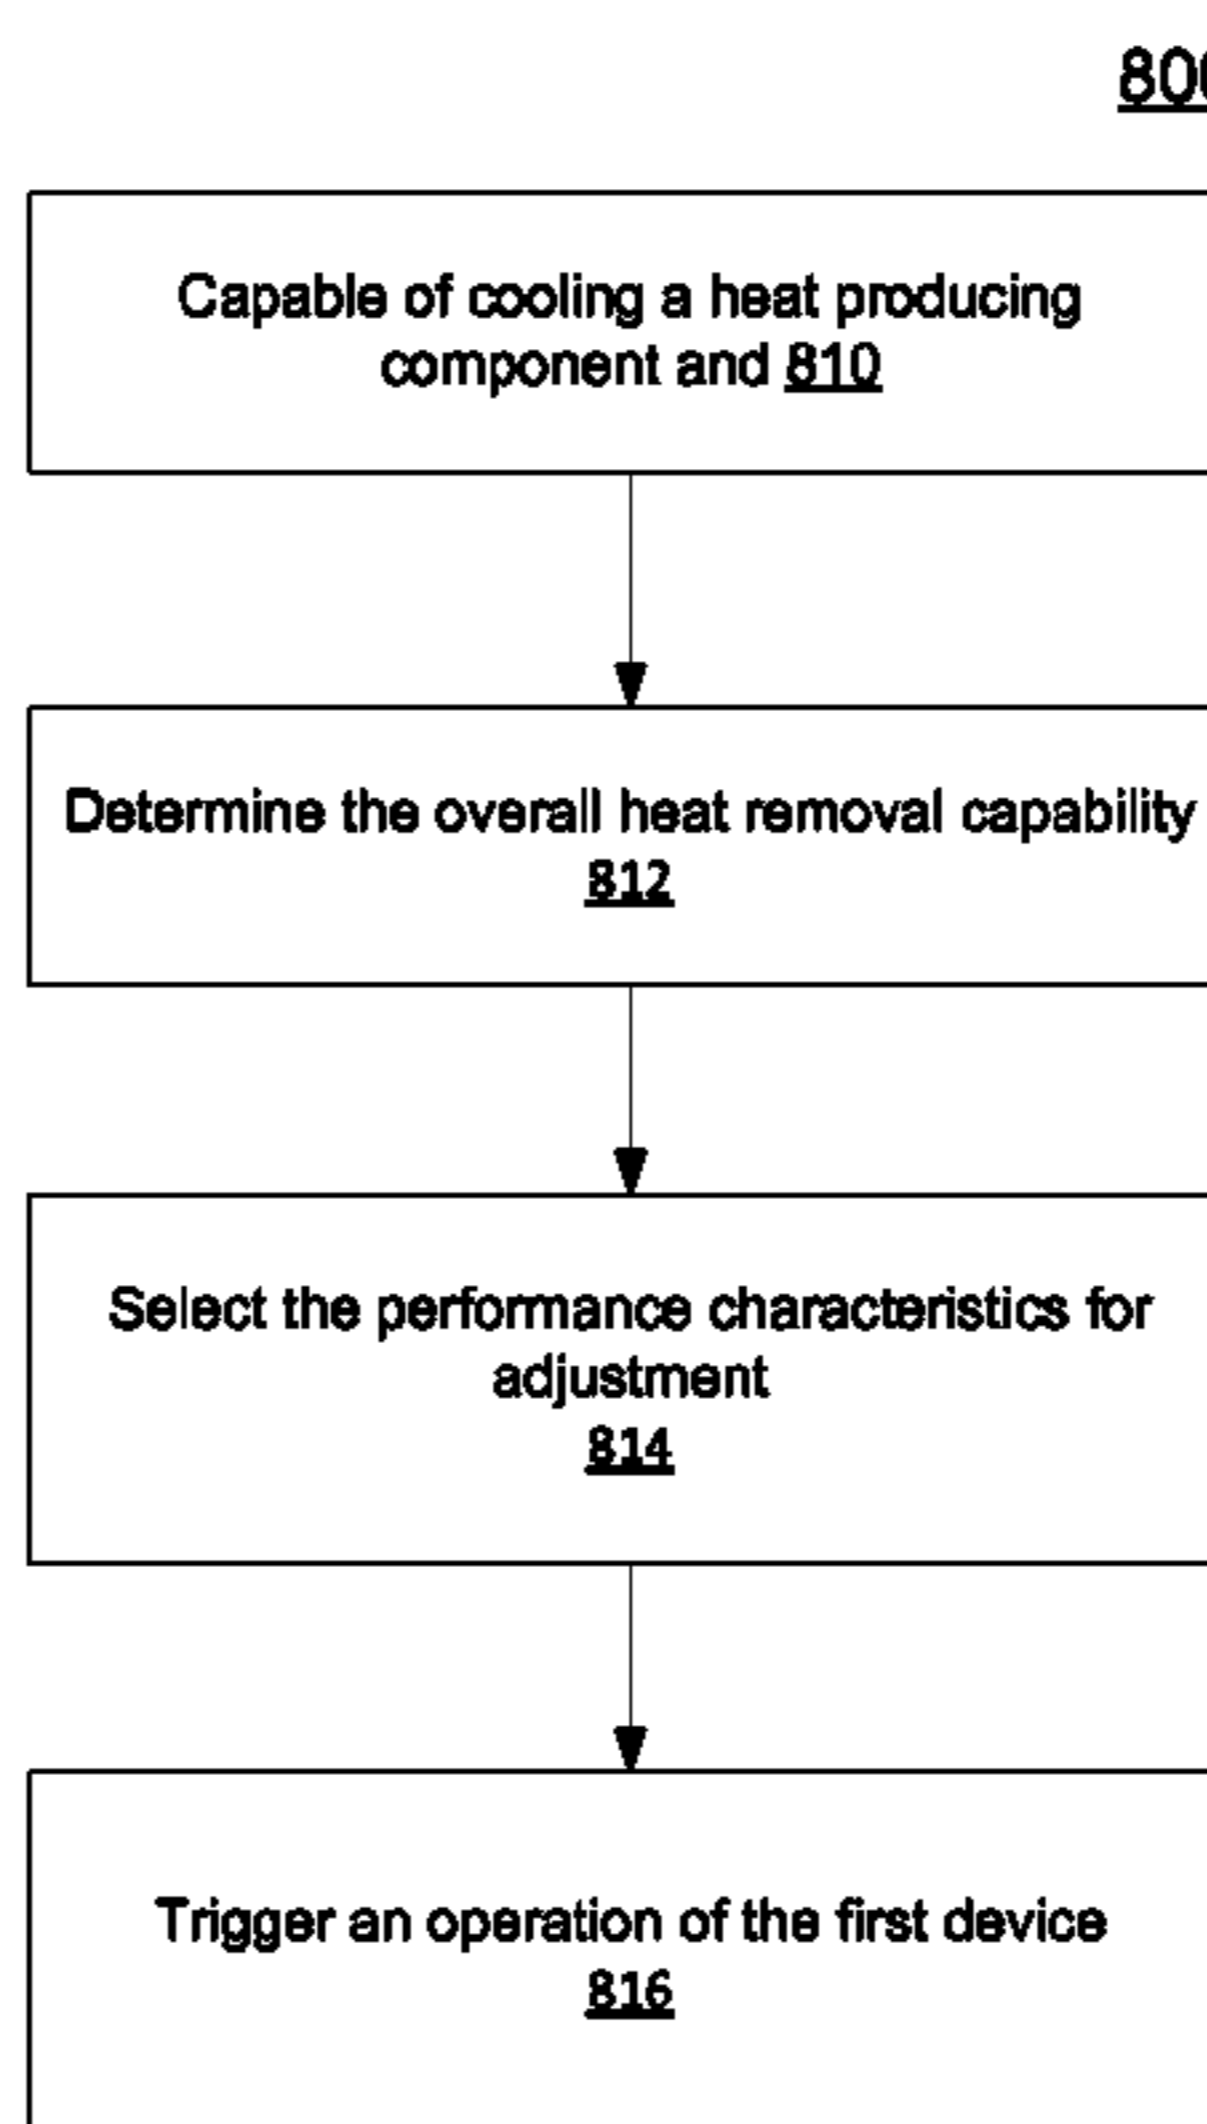 Capable of cooling a heat producing
component and 810
Determine the overall heat removal capability
812
Select the performance characteristics for
adjustment
814
Trigger an operation of the first device
816